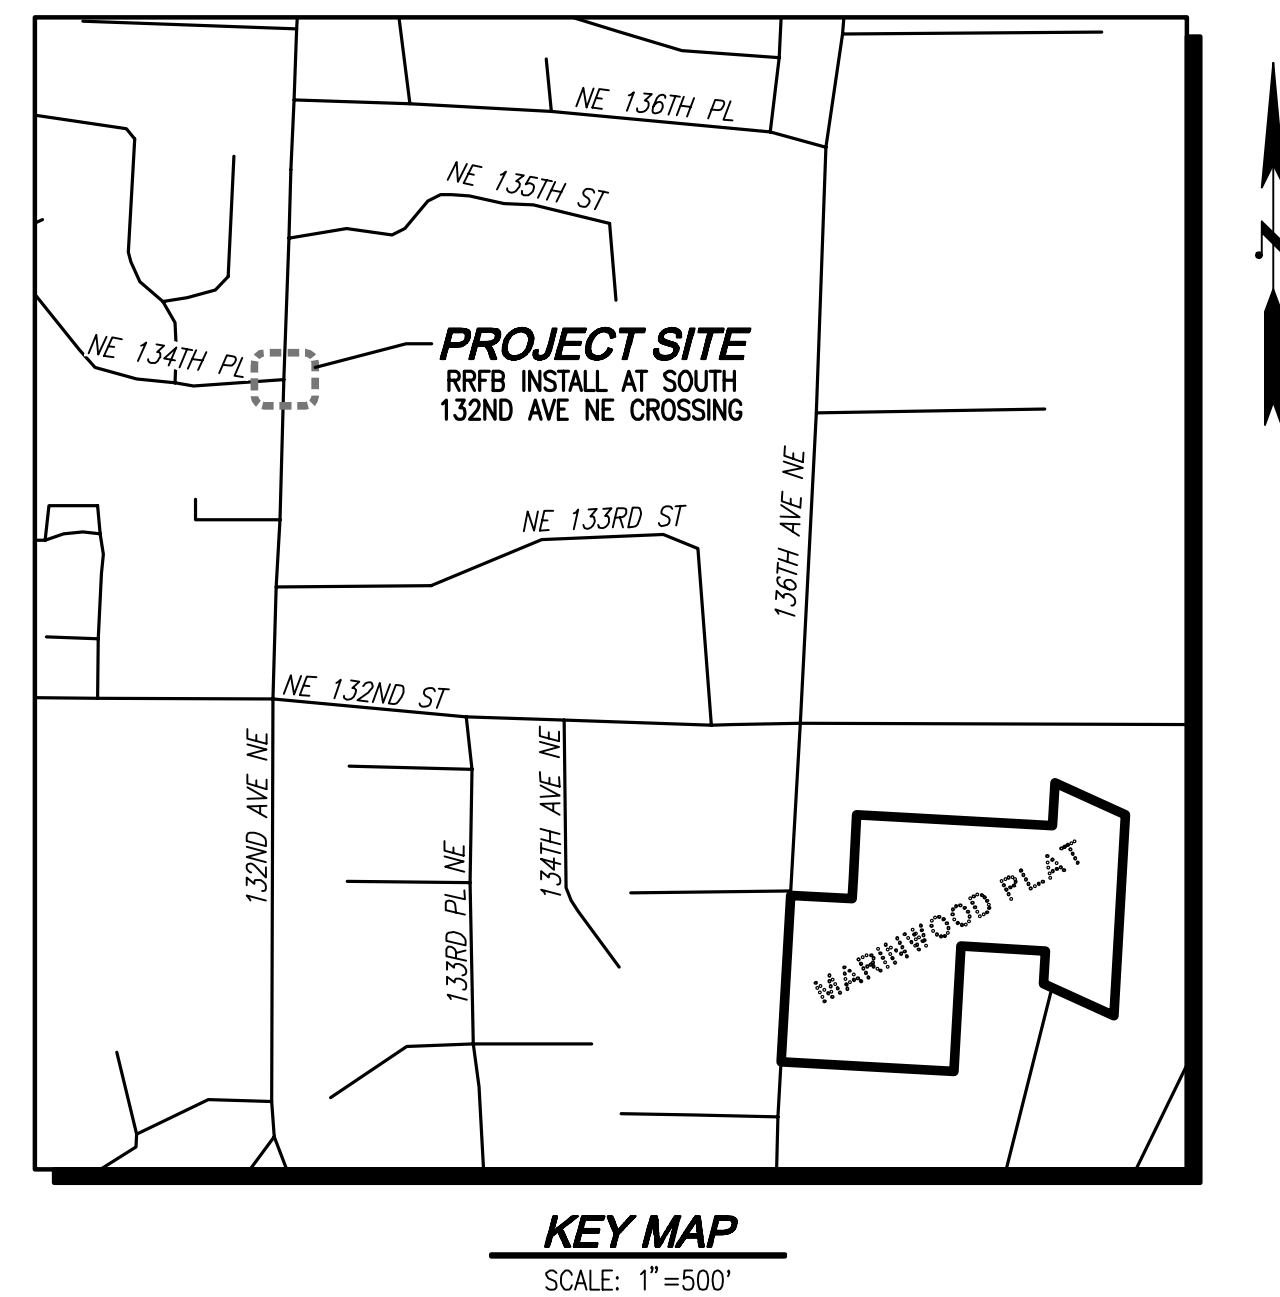 NE 136TH PL
NE 135TH ST
PROJECT SITE
NE 134TH PL
RRFB INSTALL AT SOUTH
132ND AVE NE CROSSING
136TH AVE NE
NE 133RD ST
NE 132ND ST
132ND AVE NE
133RD PL NE
134TH AVE NE
MARINWOOD PLAT
N
KEY MAP
SCALE: 1"=500'